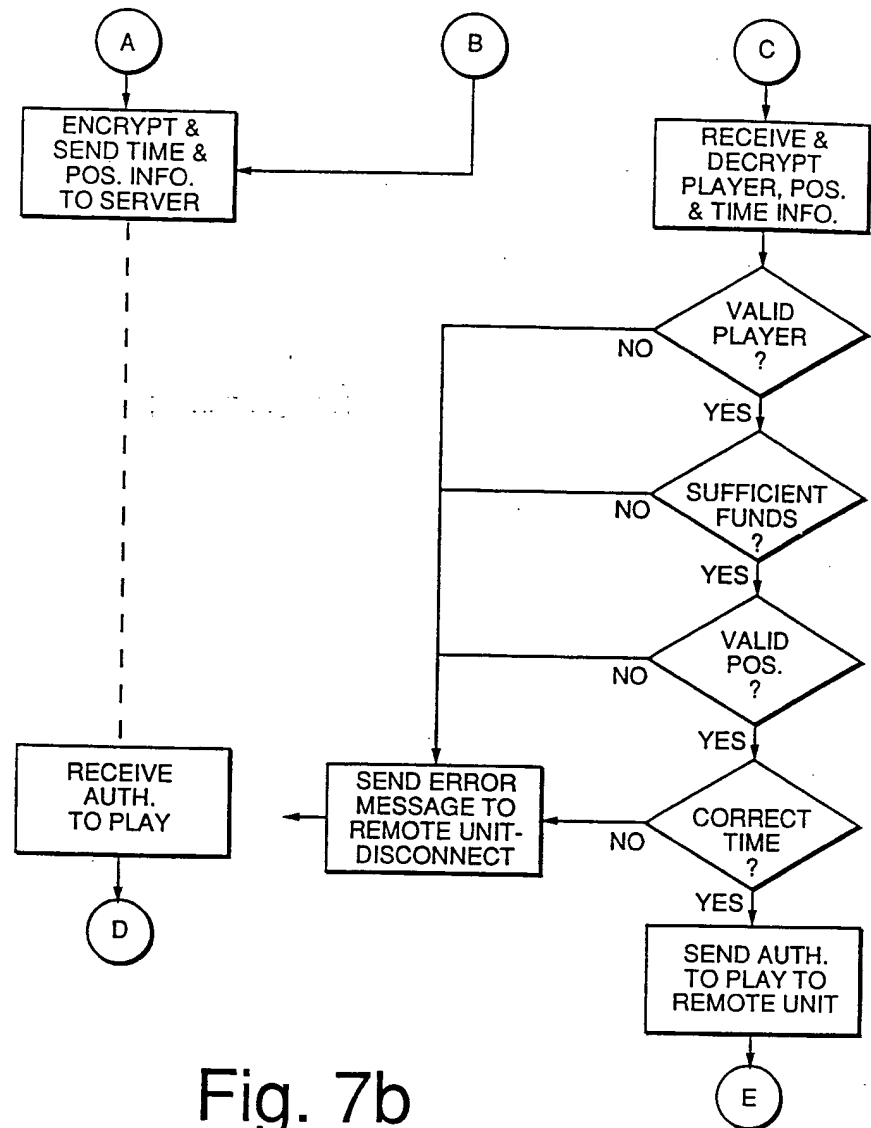 A
B
C
ENCRYPT &
SEND TIME &
POS. INFO.
TO SERVER
RECEIVE &
DECRYPT
PLAYER, POS.
& TIME INFO.
VALID
PLAYER
?
NO
YES
SUFFICIENT
FUNDS
?
NO
YES
VALID
POS.
?
NO
YES
RECEIVE
AUTH.
TO PLAY
SEND ERROR
MESSAGE TO
REMOTE UNIT-
DISCONNECT
CORRECT
TIME
?
NO
YES
D
SEND AUTH.
TO PLAY TO
REMOTE UNIT
E
Fig. 7b